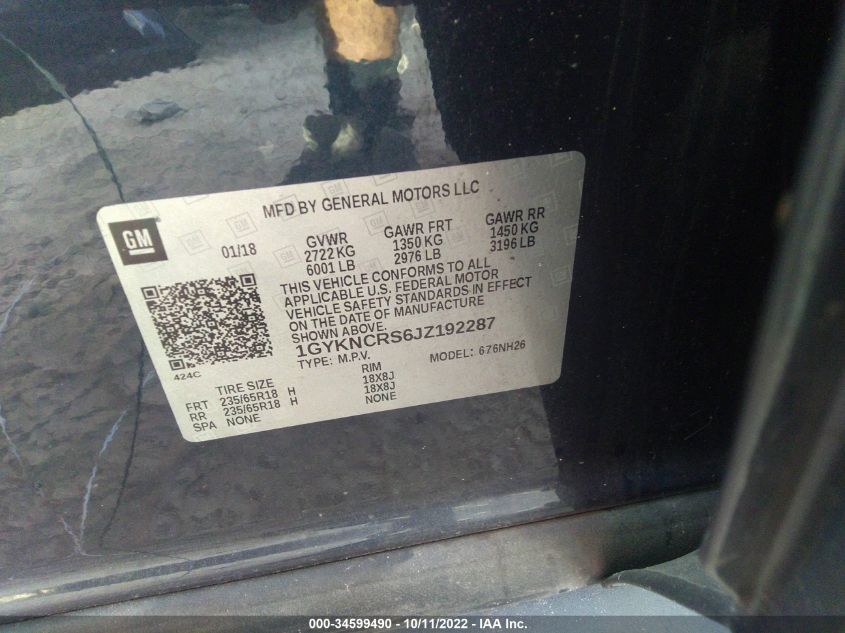 MFD BY GENERAL MOTORS LLC
GM
01/18 GVWR GAWR FRT GAWR RR
2722 KG 1350 KG 1450 KG
6001 LB 2976 LB 3196 LB
THIS VEHICLE CONFORMS TO ALL
APPLICABLE U.S. FEDERAL MOTOR
VEHICLE SAFETY STANDARDS IN EFFECT
ON THE DATE OF MANUFACTURE
SHOWN ABOVE.
1GYKNCRS6JZ192287
TYPE: M.P.V. MODEL: 676NH26
424C
TIRE SIZE RIM
FRT 235/65R18 H 18X8J
RR 235/65R18 H 18X8J
SPA NONE NONE
000-34599490 - 10/11/2022 - IAA Inc.